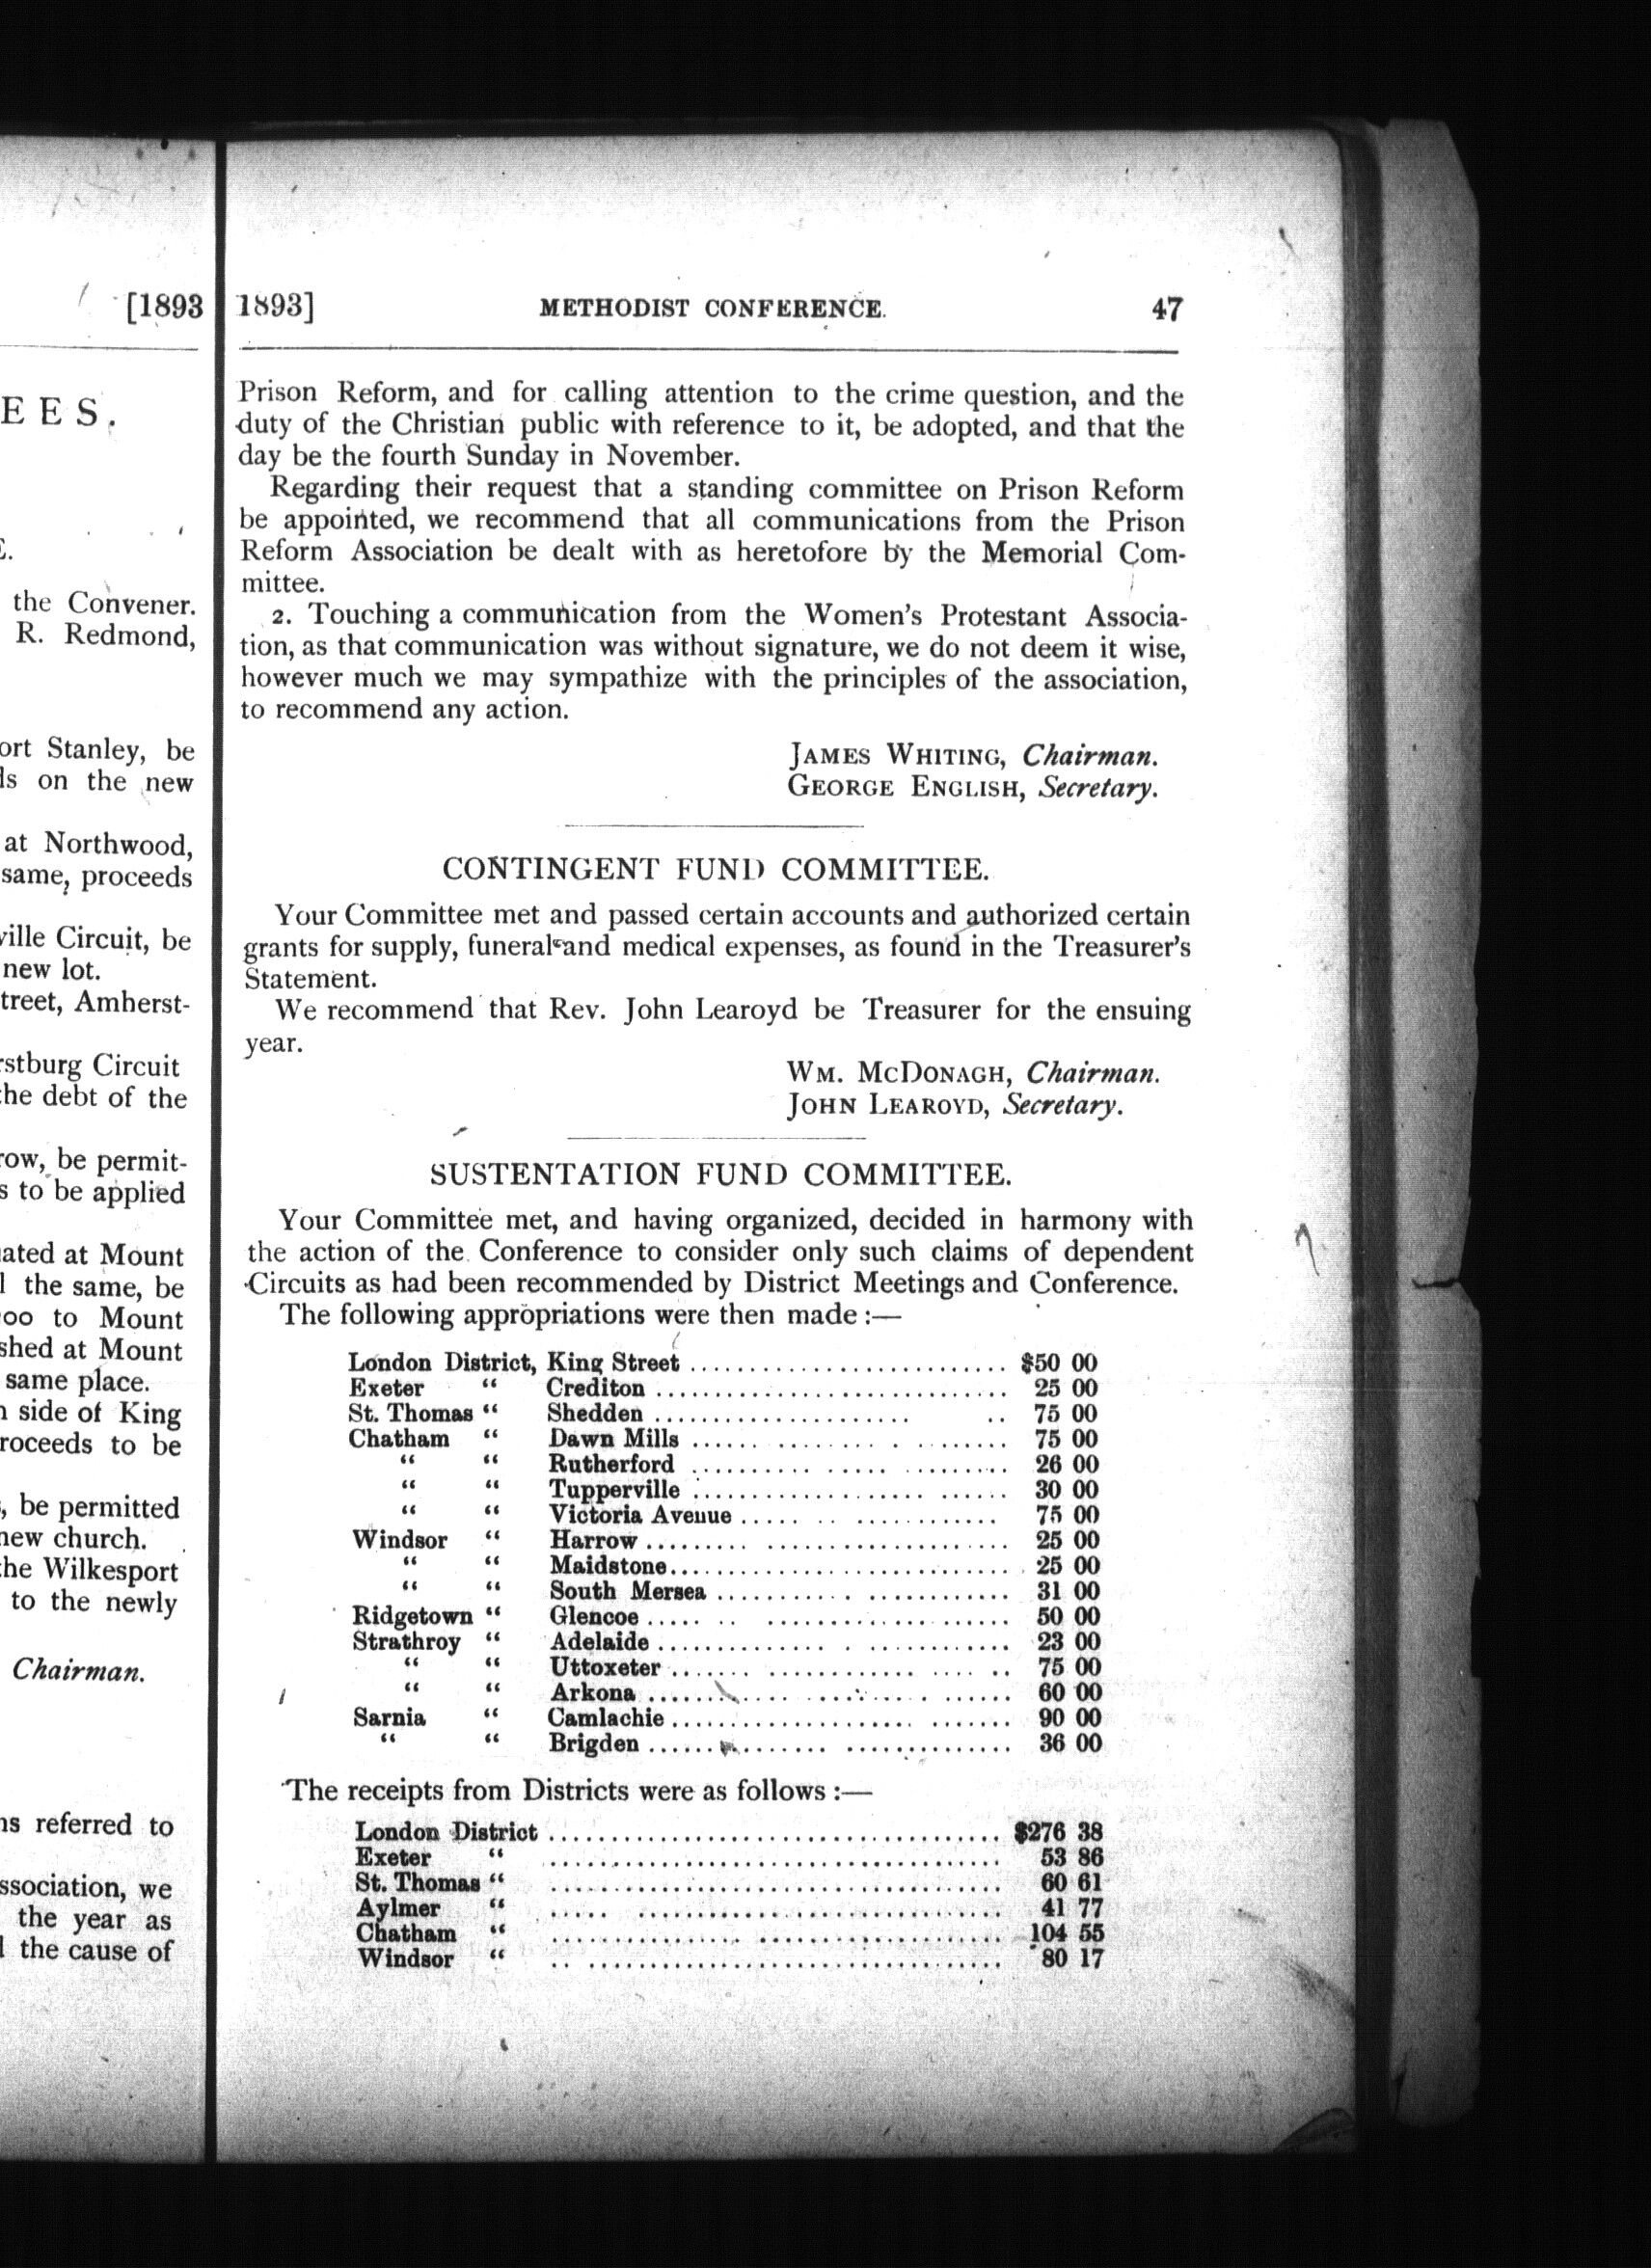 [1893
EES.
E.
the Convener.
R. Redmond,
ort Stanley, be
ls on the new
at Northwood,
same, proceeds
ville Circuit, be
new lot.
treet, Amherst-
rstburg Circuit
the debt of the
row, be permit-
s to be applied
ated at Mount
l the same, be
oo to Mount
shed at Mount
same place.
n side of King
roceeds to be
, be permitted
new church.
the Wilkesport
to the newly
Chairman.
ns referred to
ssociation, we
the year as
l the cause of
1893] METHODIST CONFERENCE. 47
Prison Reform, and for calling attention to the crime question, and the
duty of the Christian public with reference to it, be adopted, and that the
day be the fourth Sunday in November.
Regarding their request that a standing committee on Prison Reform
be appointed, we recommend that all communications from the Prison
Reform Association be dealt with as heretofore by the Memorial Com-
mittee.
2. Touching a communication from the Women's Protestant Associa-
tion, as that communication was without signature, we do not deem it wise,
however much we may sympathize with the principles of the association,
to recommend any action.
JAMES WHITING, Chairman.
GEORGE ENGLISH, Secretary.
CONTINGENT FUND COMMITTEE.
Your Committee met and passed certain accounts and authorized certain
grants for supply, funeral and medical expenses, as found in the Treasurer's
Statement.
We recommend that Rev. John Learoyd be Treasurer for the ensuing
year.
WM. MCDONAGH, Chairman.
JOHN LEAROYD, Secretary.
SUSTENTATION FUND COMMITTEE.
Your Committee met, and having organized, decided in harmony with
the action of the Conference to consider only such claims of dependent
Circuits as had been recommended by District Meetings and Conference.
The following appropriations were then made :—
London District, King Street .......................... $50 00
Exeter “ Crediton ............................ 25 00
St. Thomas “ Shedden .................... .. 75 00
Chatham “ Dawn Mills ......................... 75 00
“ “ Rutherford ......................... 26 00
“ “ Tupperville ......................... 30 00
“ “ Victoria Aveuue ..................... 75 00
Windsor “ Harrow ............................. 25 00
“ “ Maidstone........................... 25 00
“ “ South Mersea ....................... 31 00
Ridgetown “ Glencoe ............................ 50 00
Strathroy “ Adelaide ........................... 23 00
“ “ Uttoxeter .......................... 75 00
“ “ Arkona ............................. 60 00
Sarnia “ Camlachie .......................... 90 00
“ “ Brigden ............................ 36 00
The receipts from Districts were as follows :—
London District .................................... $276 38
Exeter “ .................................... 53 86
St. Thomas “ .................................... 60 61
Aylmer “ .................................... 41 77
Chatham “ .................................... 104 55
Windsor “ .................................... 80 17